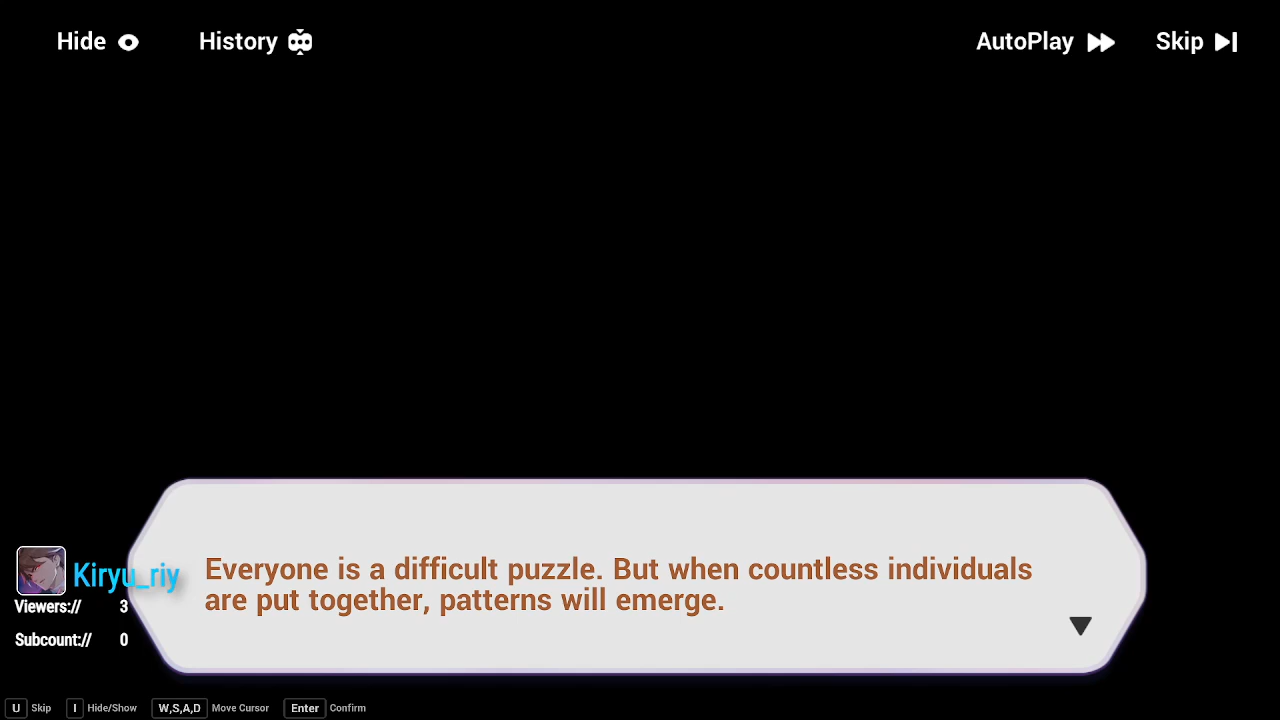 Hide
History
AutoPlay
Skip
Everyone is a difficult puzzle. But when countless individuals
are put together, patterns will emerge.
Kiryu_riy
Viewers:// 3
Subcount:// 0
U Skip
I Hide/Show
W,S,A,D Move Cursor
Enter Confirm